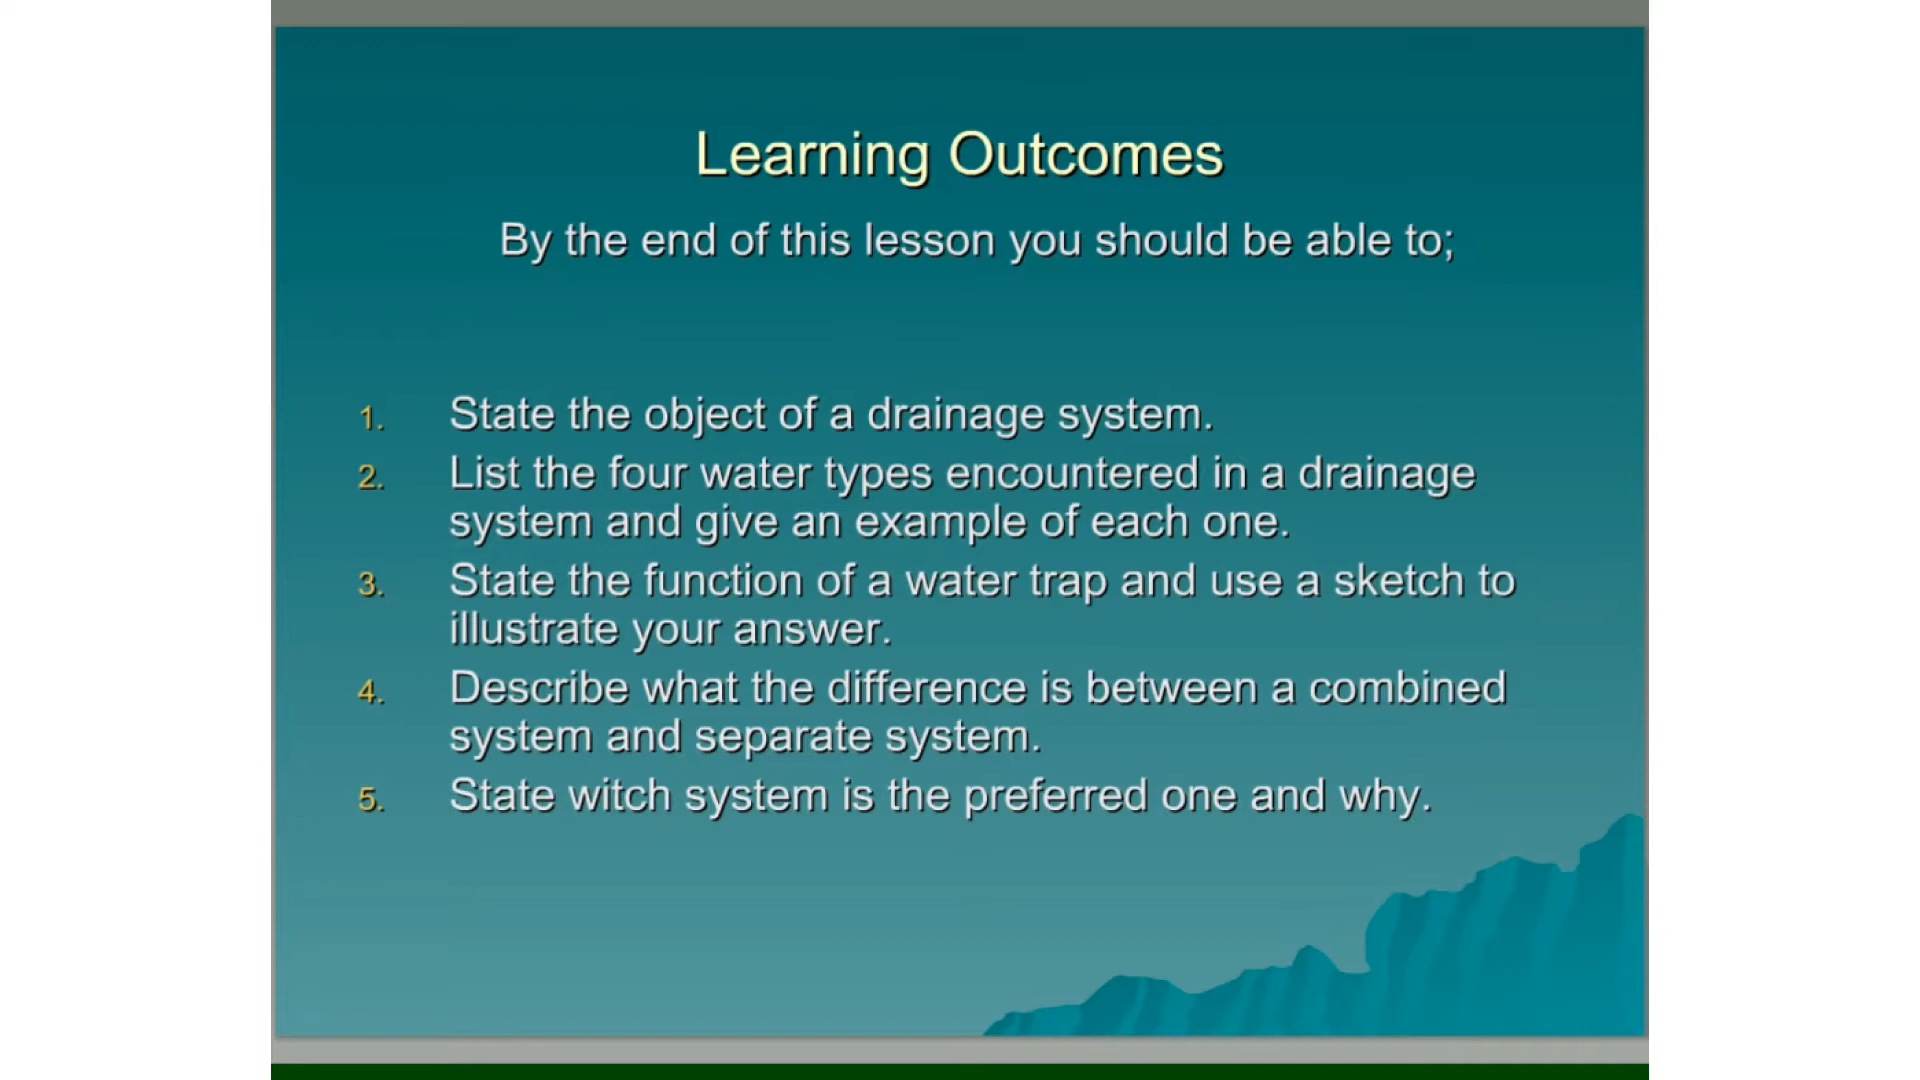 Learning Outcomes
By the end of this lesson you should be able to;
1. State the object of a drainage system.
2. List the four water types encountered in a drainage
system and give an example of each one.
3. State the function of a water trap and use a sketch to
illustrate your answer.
4. Describe what the difference is between a combined
system and separate system.
5. State witch system is the preferred one and why.